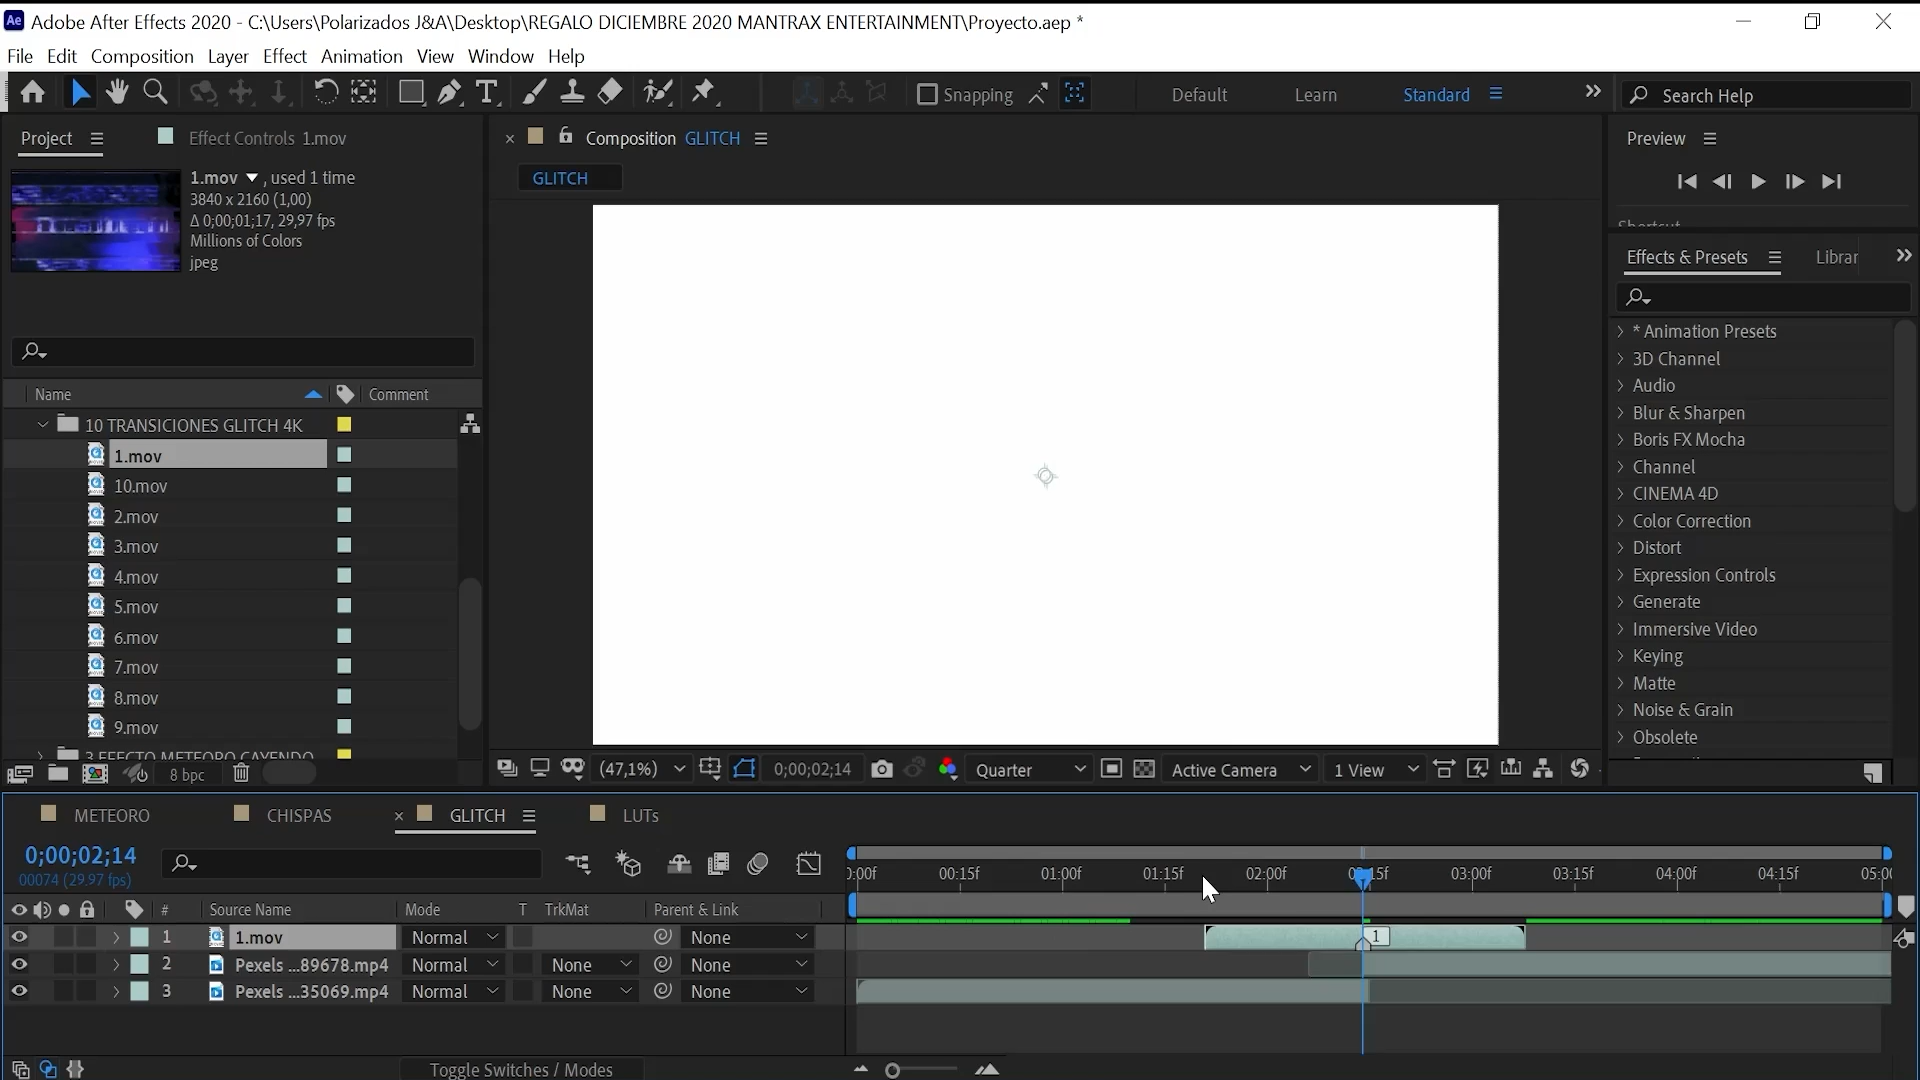 Adobe After Effects 2020 - C:\Users\Polarizados J&A\Desktop\REGALO DICIEMBRE 2020 MANTRAX ENTERTAINMENT\Proyecto.aep *
File Edit Composition Layer Effect Animation View Window Help
Snapping Default Learn Standard Search Help
Project Effect Controls 1.mov
Composition GLITCH
Preview
GLITCH
1.mov , used 1 time
3840 x 2160 (1,00)
Δ 0;00;01;17, 29,97 fps
Millions of Colors
jpeg
Shortcut
Effects & Presets Librar
Name Comment
10 TRANSICIONES GLITCH 4K
1.mov
10.mov
2.mov
3.mov
4.mov
5.mov
6.mov
7.mov
8.mov
9.mov
3 EFECTO METEORO CAYENDO
8 bpc
* Animation Presets
3D Channel
Audio
Blur & Sharpen
Boris FX Mocha
Channel
CINEMA 4D
Color Correction
Distort
Expression Controls
Generate
Immersive Video
Keying
Matte
Noise & Grain
Obsolete
(47,1%) 0;00;02;14 Quarter Active Camera 1 View
METEORO CHISPAS GLITCH LUTs
0;00;02;14
00074 (29.97 fps)
):00f 00:15f 01:00f 01:15f 02:00f 02:15f 03:00f 03:15f 04:00f 04:15f 05:00
# Source Name Mode T TrkMat Parent & Link
1 1.mov Normal None 1
2 Pexels ...89678.mp4 Normal None None
3 Pexels ...35069.mp4 Normal None None
Toggle Switches / Modes